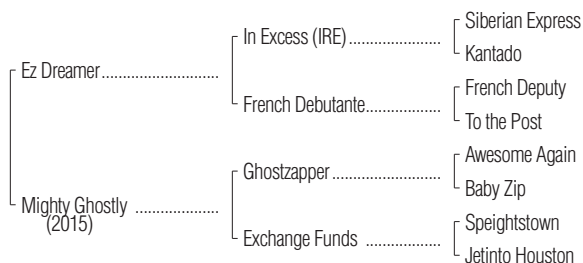 Siberian Express
In Excess (IRE)
Kantado
Ez Dreamer
French Deputy
French Debutante
To the Post
Awesome Again
Ghostzapper
Baby Zip
Mighty Ghostly
(2015)
Speightstown
Exchange Funds
Jetinto Houston